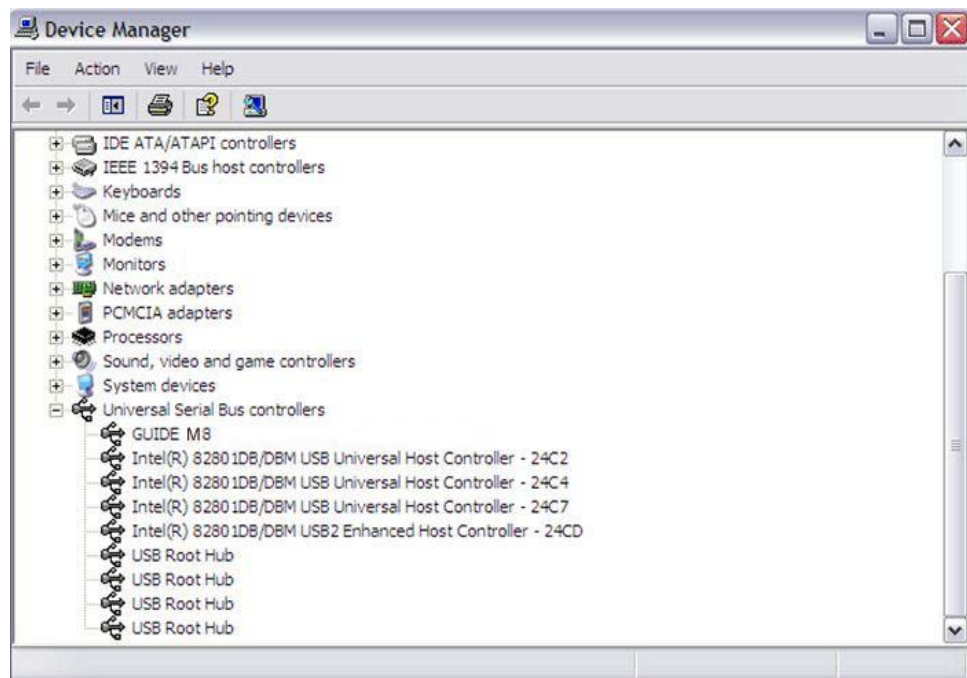 Device Manager
File Action View Help
IDE ATA/ATAPI controllers
IEEE 1394 Bus host controllers
Keyboards
Mice and other pointing devices
Modems
Monitors
Network adapters
PCMCIA adapters
Processors
Sound, video and game controllers
System devices
Universal Serial Bus controllers
GUIDE M8
Intel(R) 82801DB/DBM USB Universal Host Controller - 24C2
Intel(R) 82801DB/DBM USB Universal Host Controller - 24C4
Intel(R) 82801DB/DBM USB Universal Host Controller - 24C7
Intel(R) 82801DB/DBM USB2 Enhanced Host Controller - 24CD
USB Root Hub
USB Root Hub
USB Root Hub
USB Root Hub